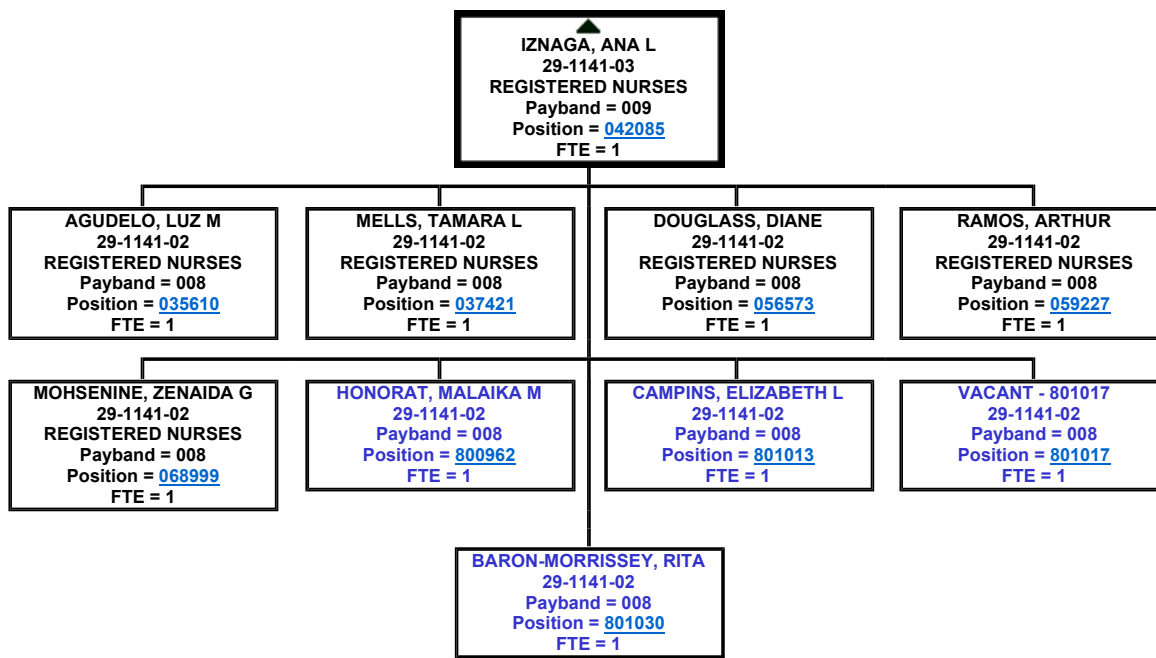 IZNAGA, ANA L
29-1141-03
REGISTERED NURSES
Payband = 009
Position = 042085
FTE = 1
AGUDELO, LUZ M
29-1141-02
REGISTERED NURSES
Payband = 008
Position = 035610
FTE = 1
MELLS, TAMARA L
29-1141-02
REGISTERED NURSES
Payband = 008
Position = 037421
FTE = 1
DOUGLASS, DIANE
29-1141-02
REGISTERED NURSES
Payband = 008
Position = 056573
FTE = 1
RAMOS, ARTHUR
29-1141-02
REGISTERED NURSES
Payband = 008
Position = 059227
FTE = 1
MOHSENINE, ZENAIDA G
29-1141-02
REGISTERED NURSES
Payband = 008
Position = 068999
FTE = 1
HONORAT, MALAIKA M
29-1141-02
Payband = 008
Position = 800962
FTE = 1
CAMPINS, ELIZABETH L
29-1141-02
Payband = 008
Position = 801013
FTE = 1
VACANT - 801017
29-1141-02
Payband = 008
Position = 801017
FTE = 1
BARON-MORRISSEY, RITA
29-1141-02
Payband = 008
Position = 801030
FTE = 1